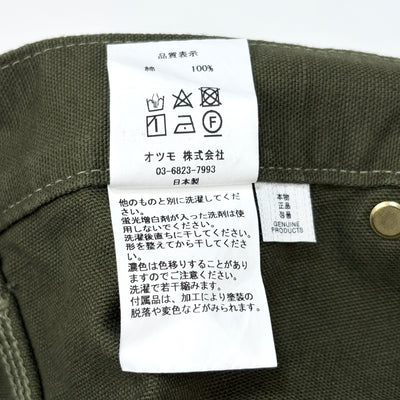 品質表示
綿 100%
オツモ 株式会社
03-6823-7993
日本製
他のものと別に洗濯してください。
蛍光増白剤が入った洗剤は使
用しないでください。
洗濯後直ちに干してください。
形を整えてから干してくださ
い。
濃色は色移りすることがあり
ますのでご注意ください。
洗濯で若干縮みます。
付属品は、加工により塗装の
脱落や変色などがあります。
本物
正品
GENUINE
PRODUCTS